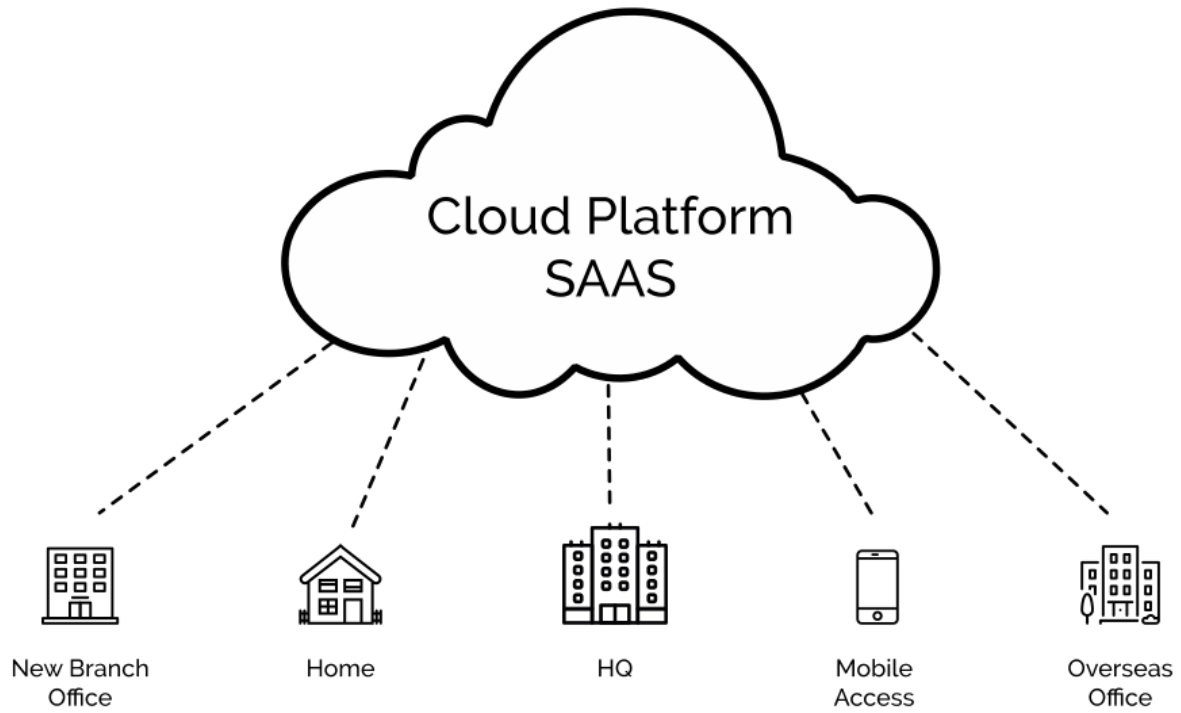 Cloud Platform
SAAS
New Branch
Office
Home
HQ
Mobile
Access
Overseas
Office